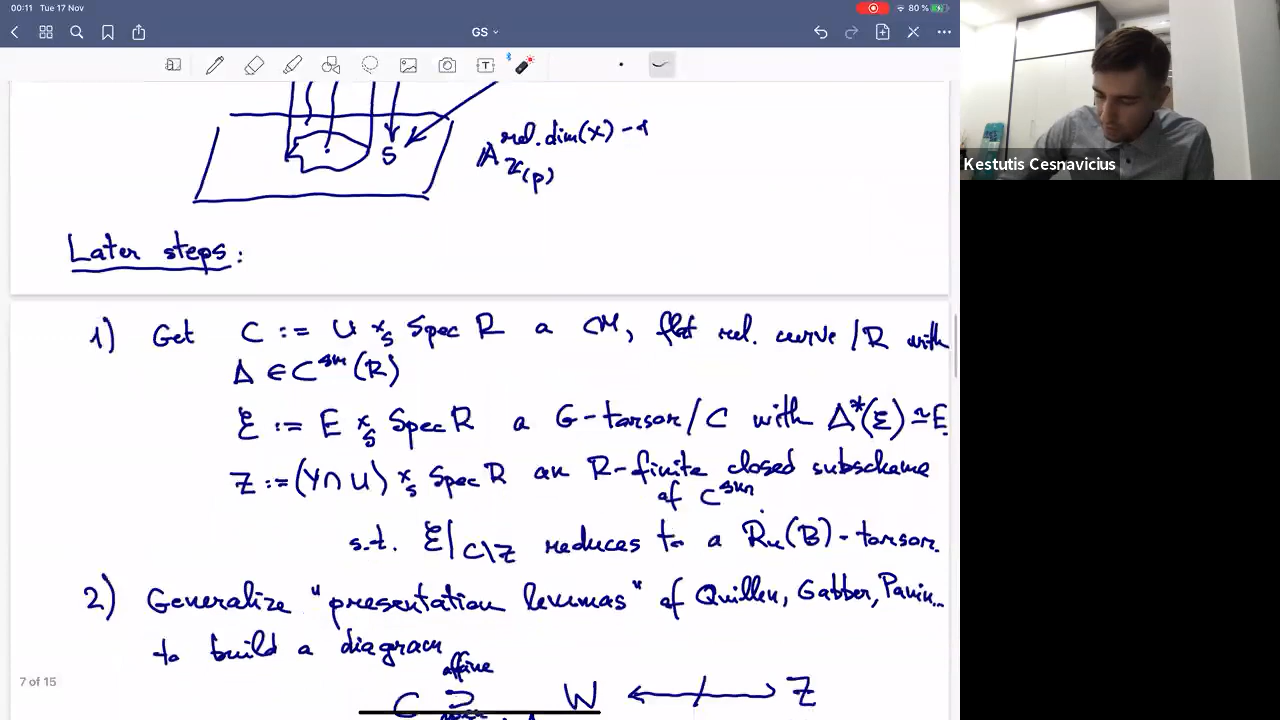 00:11 Tue 17 Nov
80 %
GS
S
A rel.dim(X) - 1
Z(p)
Later steps:
1) Get C := U ×_S Spec R a CM, flat rel. curve /R with
Δ ∈ C^sm(R)
ℰ := E ×_S Spec R a G-torsor/C with Δ*(ℰ) ≃ E.
Z := (Y∩U) ×_S Spec R an R-finite closed subscheme
of C^sm
s.t. ℰ|_C\Z reduces to a R_u(B)-torsor.
2) Generalize "presentation lemmas" of Quillen, Gabber, Panin...
to build a diagram
affine
C ⊃ W Z
7 of 15
Kestutis Cesnavicius